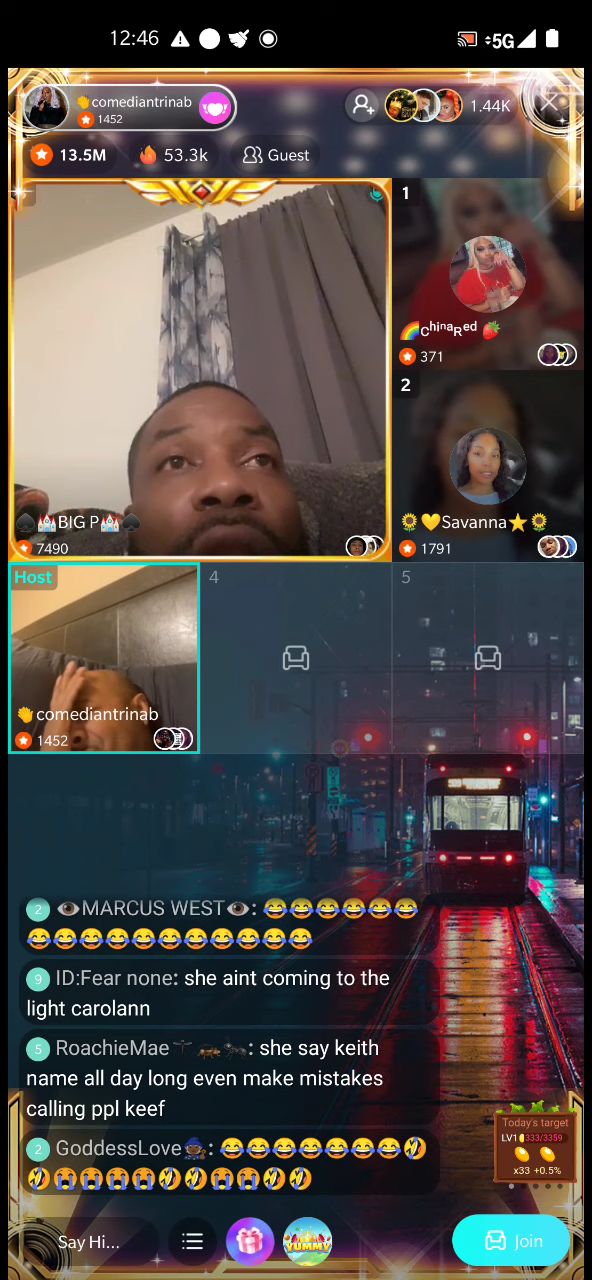 12:46
5G
👏comediantrinab
1452
1.44K
13.5M
53.3k
Guest
1
🌈cʰⁱⁿᵃʀᵉᵈ 🍓
371
2
🌻💛Savanna⭐🌻
1791
♠️🏰BIG P🏰♠️
7490
Host
4
5
👏comediantrinab
1452
2 👁MARCUS WEST👁: 😂😂😂😂😂😂
😂😂😂😂😂😂😂😂😂😂😂
9 ID:Fear none: she aint coming to the
light carolann
5 RoachieMae🦟🪳🐜: she say keith
name all day long even make mistakes
calling ppl keef
2 GoddessLove🧙🏿‍♀️: 😂😂😂😂😂😂😂🤣
🤣😭😭😭😭🤣🤣😭😭🤣🤣
Today's target
LV1 333/3359
x33 +0.5%
Say Hi...
YUMMY
Join